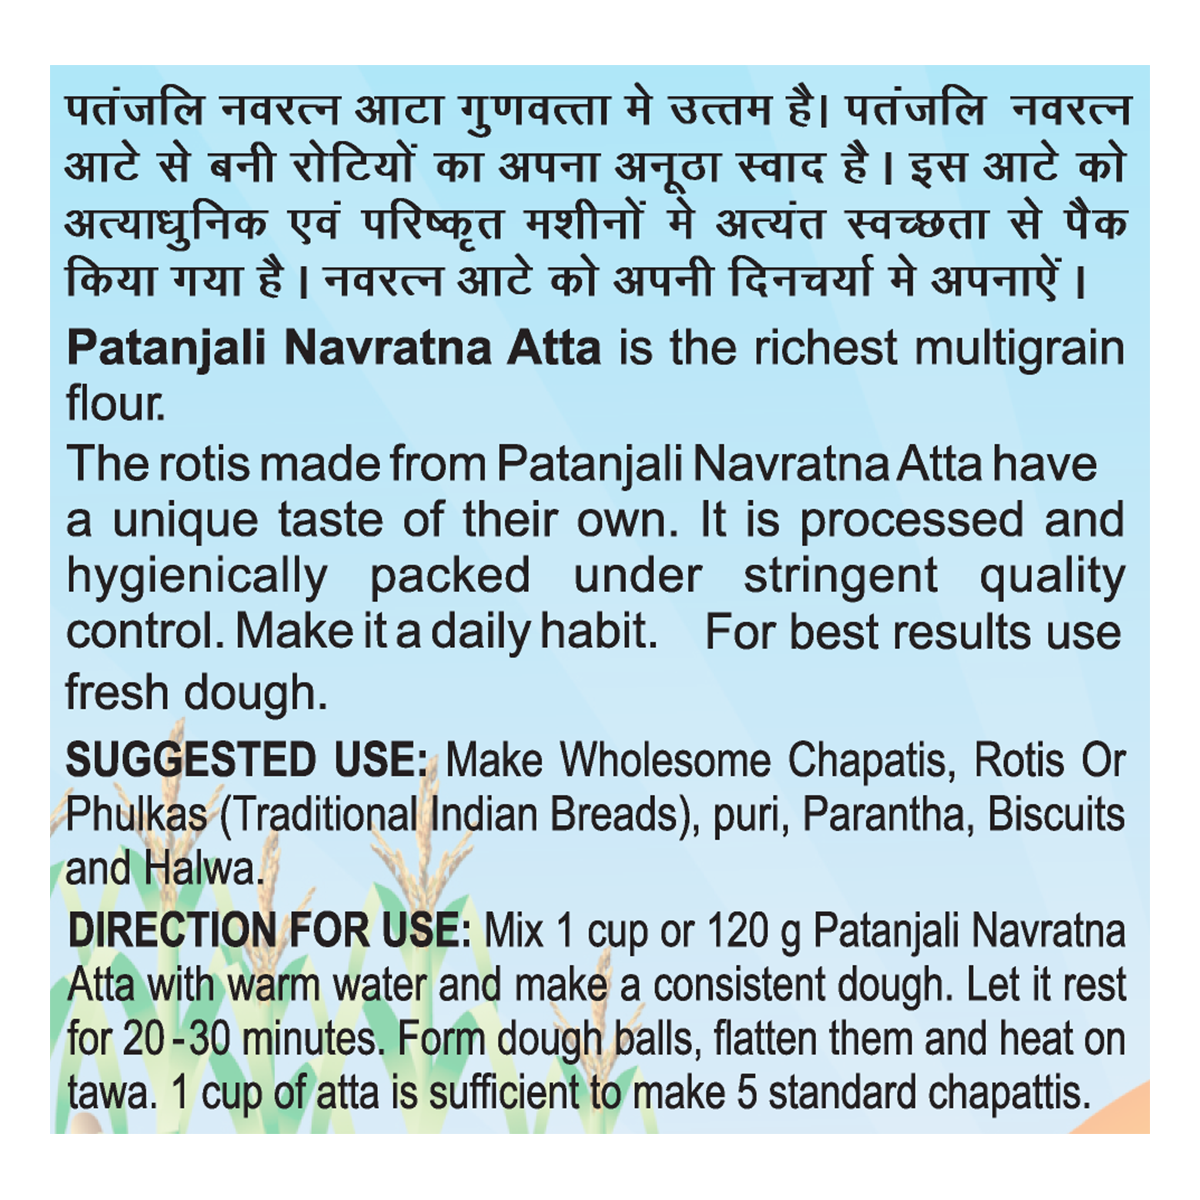 पतंजलि नवरत्न आटा गुणवत्ता मे उत्तम है। पतंजलि नवरत्न
आटे से बनी रोटियों का अपना अनूठा स्वाद है। इस आटे को
अत्याधुनिक एवं परिष्कृत मशीनों मे अत्यंत स्वच्छता से पैक
किया गया है। नवरत्न आटे को अपनी दिनचर्या मे अपनाऐं।
Patanjali Navratna Atta is the richest multigrain
flour.
The rotis made from Patanjali Navratna Atta have
a unique taste of their own. It is processed and
hygienically packed under stringent quality
control. Make it a daily habit. For best results use
fresh dough.
SUGGESTED USE: Make Wholesome Chapatis, Rotis Or
Phulkas (Traditional Indian Breads), puri, Parantha, Biscuits
and Halwa.
DIRECTION FOR USE: Mix 1 cup or 120 g Patanjali Navratna
Atta with warm water and make a consistent dough. Let it rest
for 20-30 minutes. Form dough balls, flatten them and heat on
tawa. 1 cup of atta is sufficient to make 5 standard chapattis.